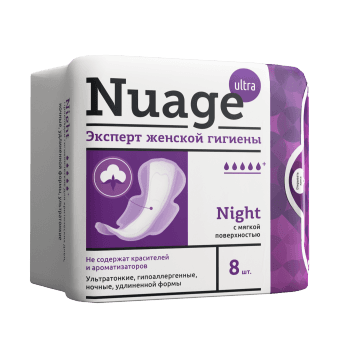 Nuage
ultra
Эксперт женской гигиены
Night
с мягкой
поверхностью
Не содержат красителей
и ароматизаторов
8 шт.
Ультратонкие, гипоаллергенные,
ночные, удлиненной формы
Night